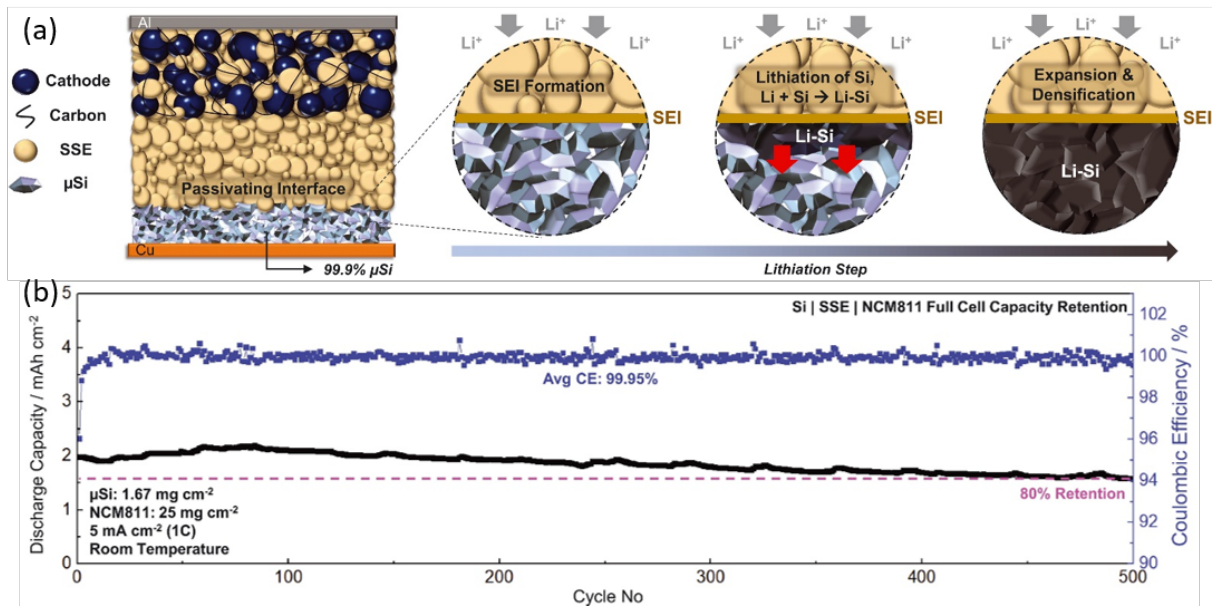 (a)
Al
Cathode
Carbon
SSE
µSi
Passivating Interface
Cu
99.9% µSi
Li⁺ Li⁺
SEI Formation
SEI
Li⁺ Li⁺
Lithiation of Si,
Li + Si → Li-Si
SEI
Li-Si
Li⁺ Li⁺
Expansion &
Densification
SEI
Li-Si
Lithiation Step
(b)
Si | SSE | NCM811 Full Cell Capacity Retention
Avg CE: 99.95%
80% Retention
µSi: 1.67 mg cm⁻²
NCM811: 25 mg cm⁻²
5 mA cm⁻² (1C)
Room Temperature
Discharge Capacity / mAh cm⁻²
5
4
3
2
1
0
0 100 200 300 400 500
Cycle No
102
100
98
96
94
92
90
Coulombic Efficiency / %